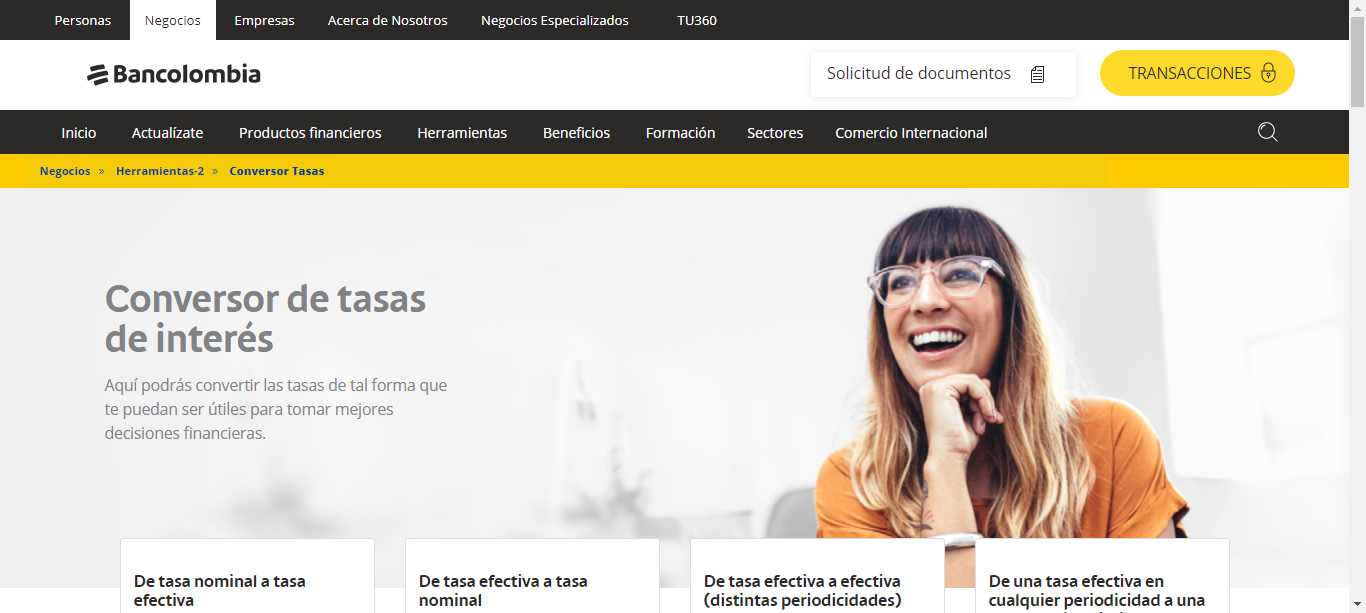 Personas Negocios Empresas Acerca de Nosotros Negocios Especializados TU360
Bancolombia
Solicitud de documentos
TRANSACCIONES
Inicio Actualízate Productos financieros Herramientas Beneficios Formación Sectores Comercio Internacional
Negocios » Herramientas-2 » Conversor Tasas
Conversor de tasas
de interés
Aquí podrás convertir las tasas de tal forma que
te puedan ser útiles para tomar mejores
decisiones financieras.
De tasa nominal a tasa
efectiva
De tasa efectiva a tasa
nominal
De tasa efectiva a efectiva
(distintas periodicidades)
De una tasa efectiva en
cualquier periodicidad a una